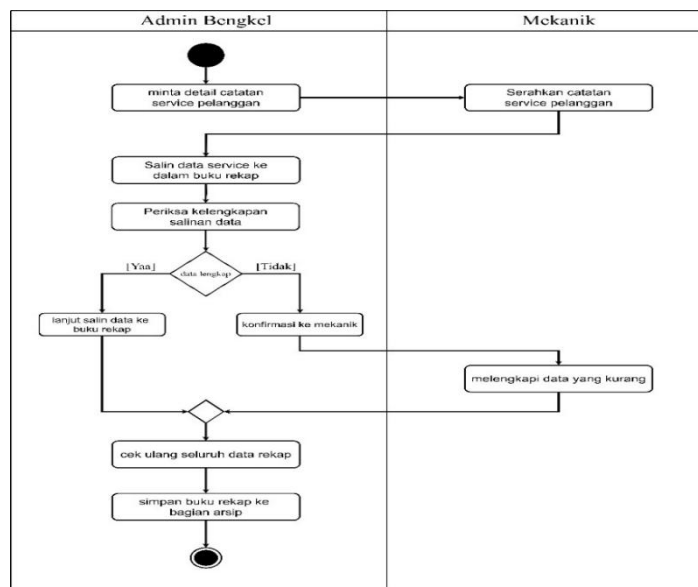 Admin Bengkel
Mekanik
minta detail catatan
service pelanggan
Serahkan catatan
service pelanggan
Salin data service ke
dalam buku rekap
Periksa kelengkapan
salinan data
[Yaa]
data lengkap
[Tidak]
lanjut salin data ke
buku rekap
konfirmasi ke mekanik
melengkapi data yang kurang
cek ulang seluruh data rekap
simpan buku rekap ke
bagian arsip